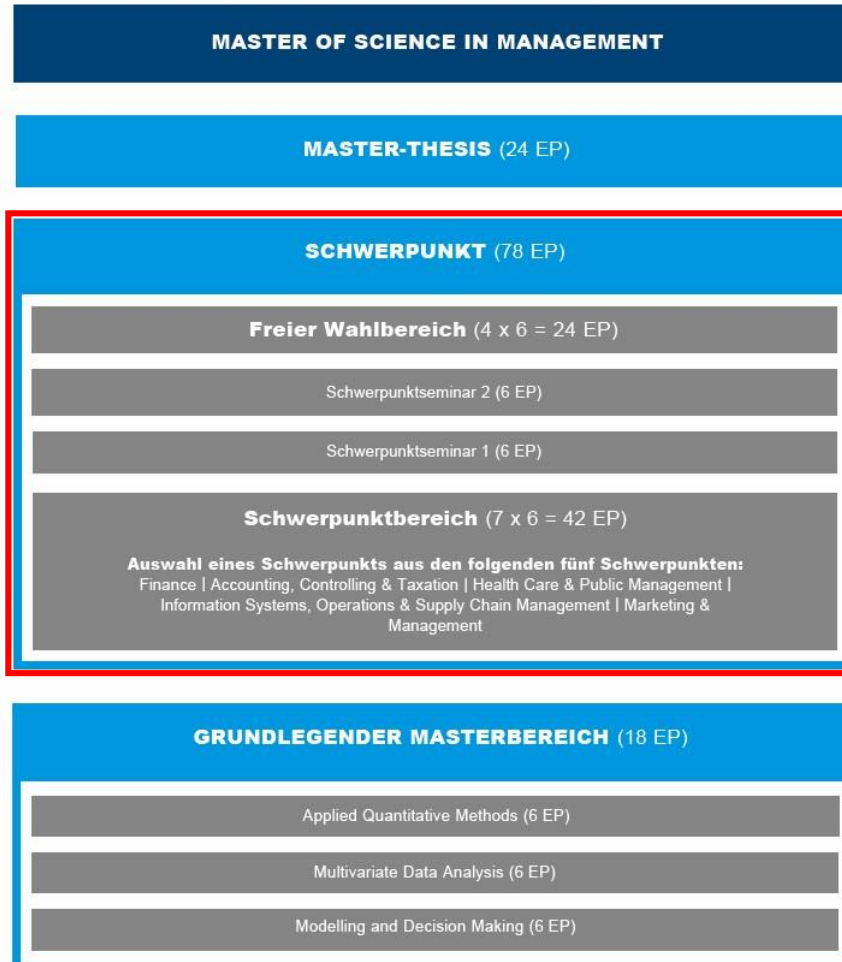 MASTER OF SCIENCE IN MANAGEMENT
MASTER-THESIS (24 EP)
SCHWERPUNKT (78 EP)
Freier Wahlbereich (4 x 6 = 24 EP)
Schwerpunktseminar 2 (6 EP)
Schwerpunktseminar 1 (6 EP)
Schwerpunktbereich (7 x 6 = 42 EP)
Auswahl eines Schwerpunkts aus den folgenden fünf Schwerpunkten:
Finance | Accounting, Controlling & Taxation | Health Care & Public Management |
Information Systems, Operations & Supply Chain Management | Marketing &
Management
GRUNDLEGENDER MASTERBEREICH (18 EP)
Applied Quantitative Methods (6 EP)
Multivariate Data Analysis (6 EP)
Modelling and Decision Making (6 EP)